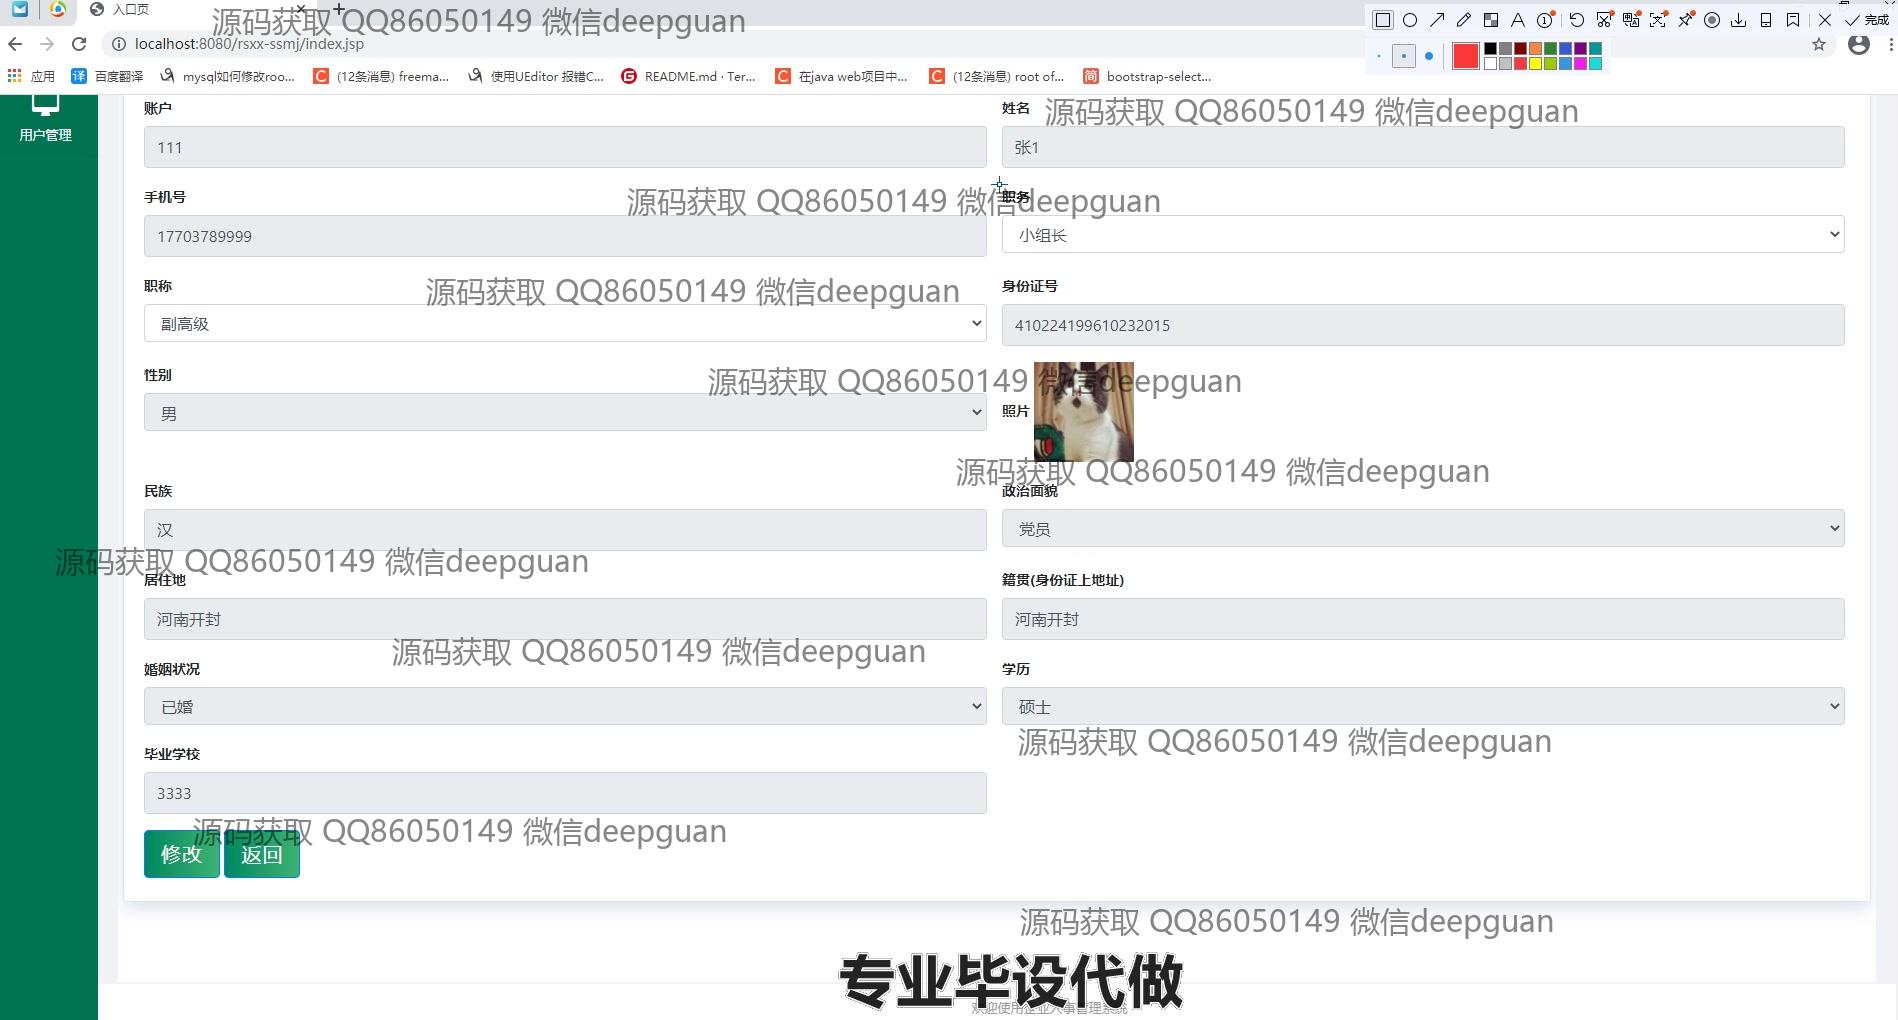 入口页
源码获取 QQ86050149 微信deepguan
完成
localhost:8080/rsxx-ssmj/index.jsp
应用
译 百度翻译
mysql如何修改roo...
(12条消息) freema...
使用UEditor 报错C...
README.md · Ter...
在java web项目中...
(12条消息) root of...
简 bootstrap-select...
用户管理
账户
姓名
源码获取 QQ86050149 微信deepguan
111
张1
手机号
源码获取 QQ86050149 微信deepguan
职务
17703789999
小组长
职称
源码获取 QQ86050149 微信deepguan
身份证号
副高级
410224199610232015
性别
源码获取 QQ86050149 微信deepguan
男
照片
源码获取 QQ86050149 微信deepguan
民族
政治面貌
汉
党员
源码获取 QQ86050149 微信deepguan
居住地
籍贯(身份证上地址)
河南开封
河南开封
源码获取 QQ86050149 微信deepguan
婚姻状况
学历
已婚
硕士
源码获取 QQ86050149 微信deepguan
毕业学校
3333
源码获取 QQ86050149 微信deepguan
修改
返回
源码获取 QQ86050149 微信deepguan
专业毕设代做
欢迎使用企业人事管理系统